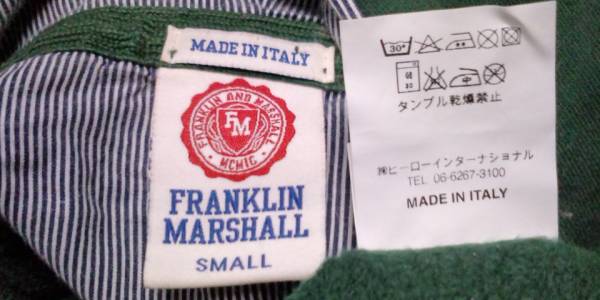 MADE IN ITALY
FRANKLIN AND MARSHALL
FM
MCMIC
FRANKLIN
MARSHALL
SMALL
30°
タンブル乾燥禁止
㈱ヒーローインターナショナル
TEL 06-6267-3100
MADE IN ITALY